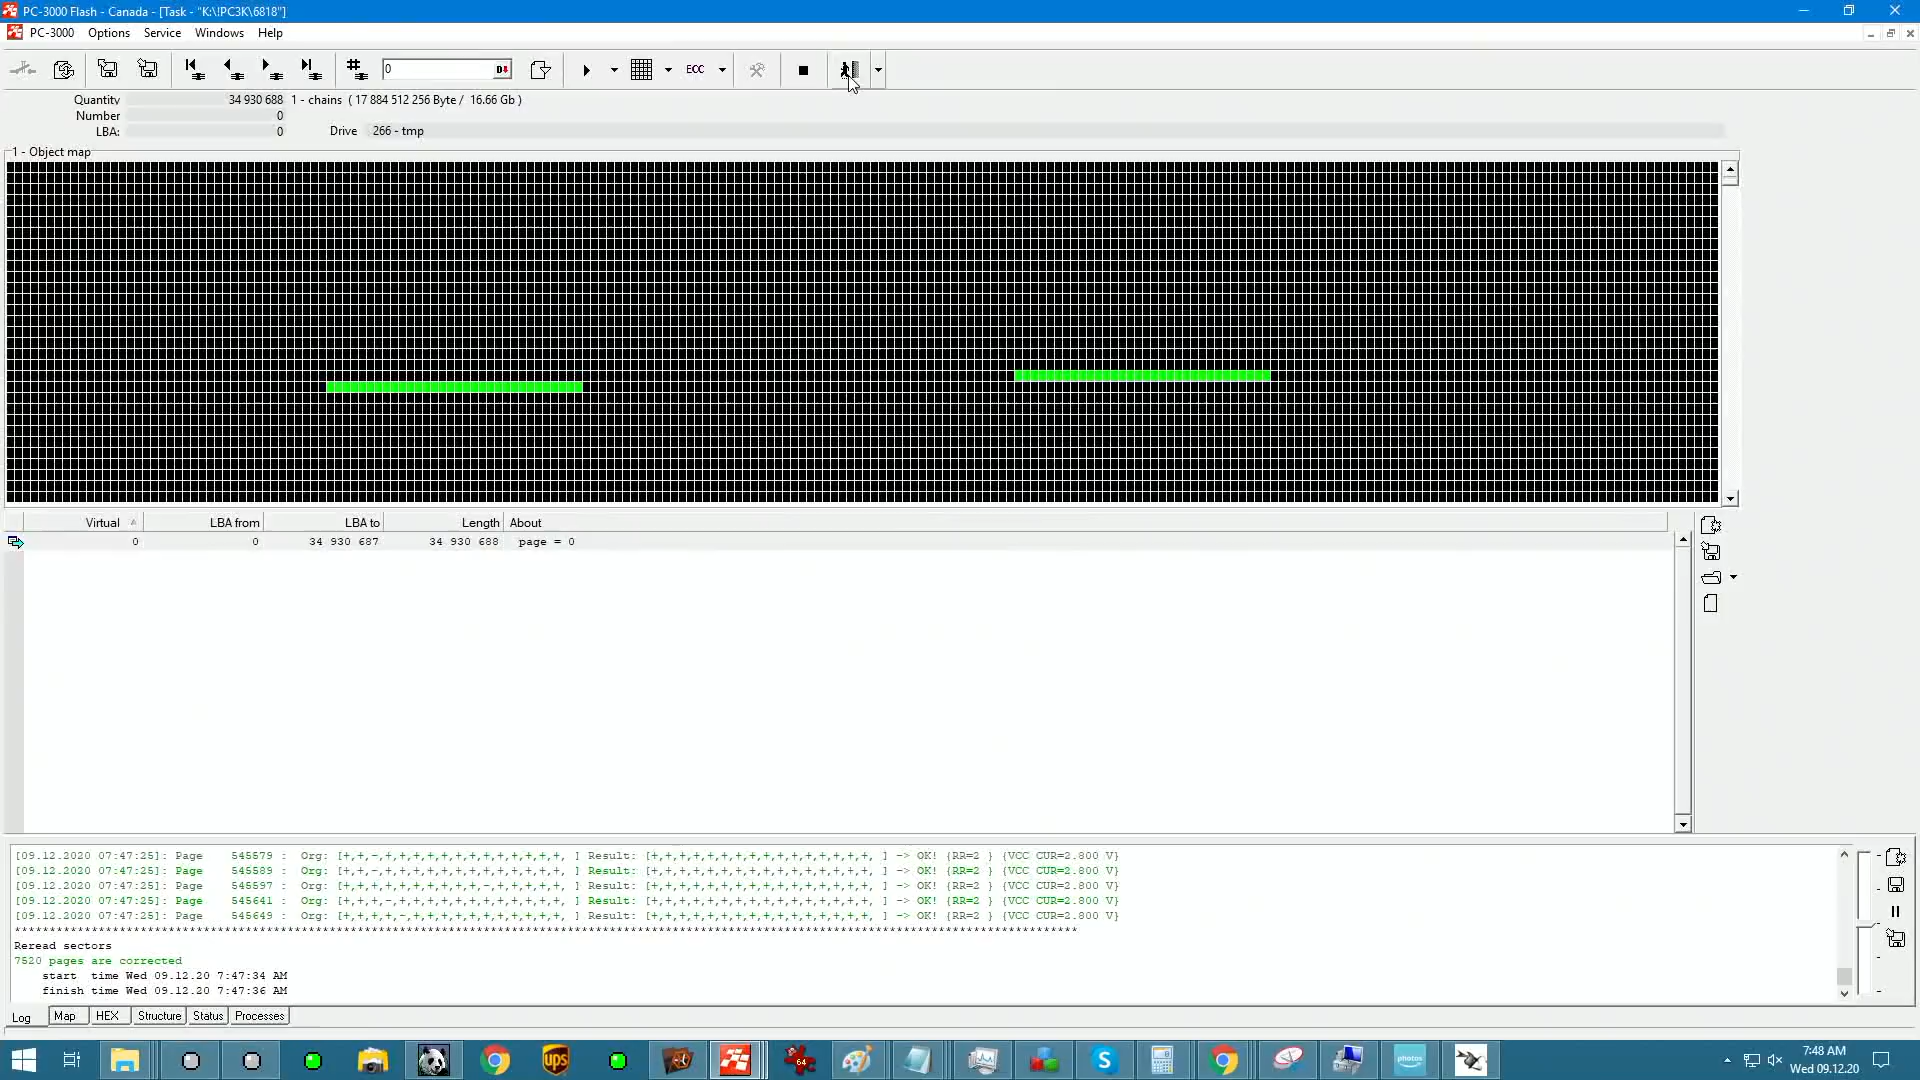 PC-3000 Flash - Canada - [Task - "K:\!PC3K\6818"]
PC-3000 Options Service Windows Help
0 ECC
Quantity 34 930 688 1 - chains ( 17 884 512 256 Byte / 16.66 Gb )
Number 0
LBA: 0 Drive 266 - tmp
1 - Object map
Virtual LBA from LBA to Length About
0 0 34 930 687 34 930 688 page = 0
[09.12.2020 07:47:25]: Page 545579 : Org: [+,+,-,+,+,+,+,+,+,+,+,+,+,+,+,+, ] Result: [+,+,+,+,+,+,+,+,+,+,+,+,+,+,+,+, ] -> OK! {RR=2 } {VCC CUR=2.800 V}
[09.12.2020 07:47:25]: Page 545589 : Org: [+,+,-,+,+,+,+,+,+,+,+,+,+,+,+,+, ] Result: [+,+,+,+,+,+,+,+,+,+,+,+,+,+,+,+, ] -> OK! {RR=2 } {VCC CUR=2.800 V}
[09.12.2020 07:47:25]: Page 545597 : Org: [+,+,+,+,+,+,+,+,+,+,-,+,+,+,+,+, ] Result: [+,+,+,+,+,+,+,+,+,+,+,+,+,+,+,+, ] -> OK! {RR=2 } {VCC CUR=2.800 V}
[09.12.2020 07:47:25]: Page 545641 : Org: [+,+,+,-,+,+,+,+,+,+,+,+,+,+,+,+, ] Result: [+,+,+,+,+,+,+,+,+,+,+,+,+,+,+,+, ] -> OK! {RR=2 } {VCC CUR=2.800 V}
[09.12.2020 07:47:25]: Page 545649 : Org: [+,+,+,+,-,+,+,+,+,+,+,+,+,+,+,+, ] Result: [+,+,+,+,+,+,+,+,+,+,+,+,+,+,+,+, ] -> OK! {RR=2 } {VCC CUR=2.800 V}
Reread sectors
7520 pages are corrected
start time Wed 09.12.20 7:47:34 AM
finish time Wed 09.12.20 7:47:36 AM
Log Map HEX Structure Status Processes
ups 64 S photos
7:48 AM
Wed 09.12.20